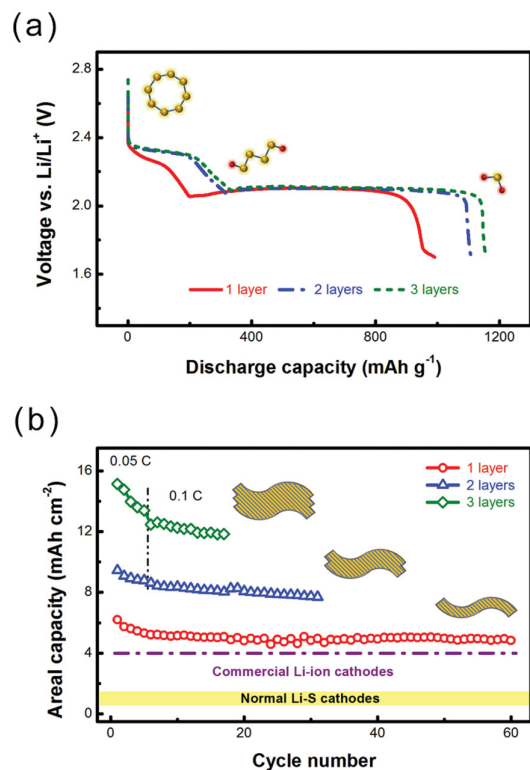 (a)
2.8
2.4
2.0
1.6
Voltage vs. Li/Li⁺ (V)
1 layer
2 layers
3 layers
0
400
800
1200
Discharge capacity (mAh g⁻¹)
(b)
16
12
8
4
0
Areal capacity (mAh cm⁻²)
0.05 C
0.1 C
1 layer
2 layers
3 layers
Commercial Li-ion cathodes
Normal Li-S cathodes
0
20
40
60
Cycle number